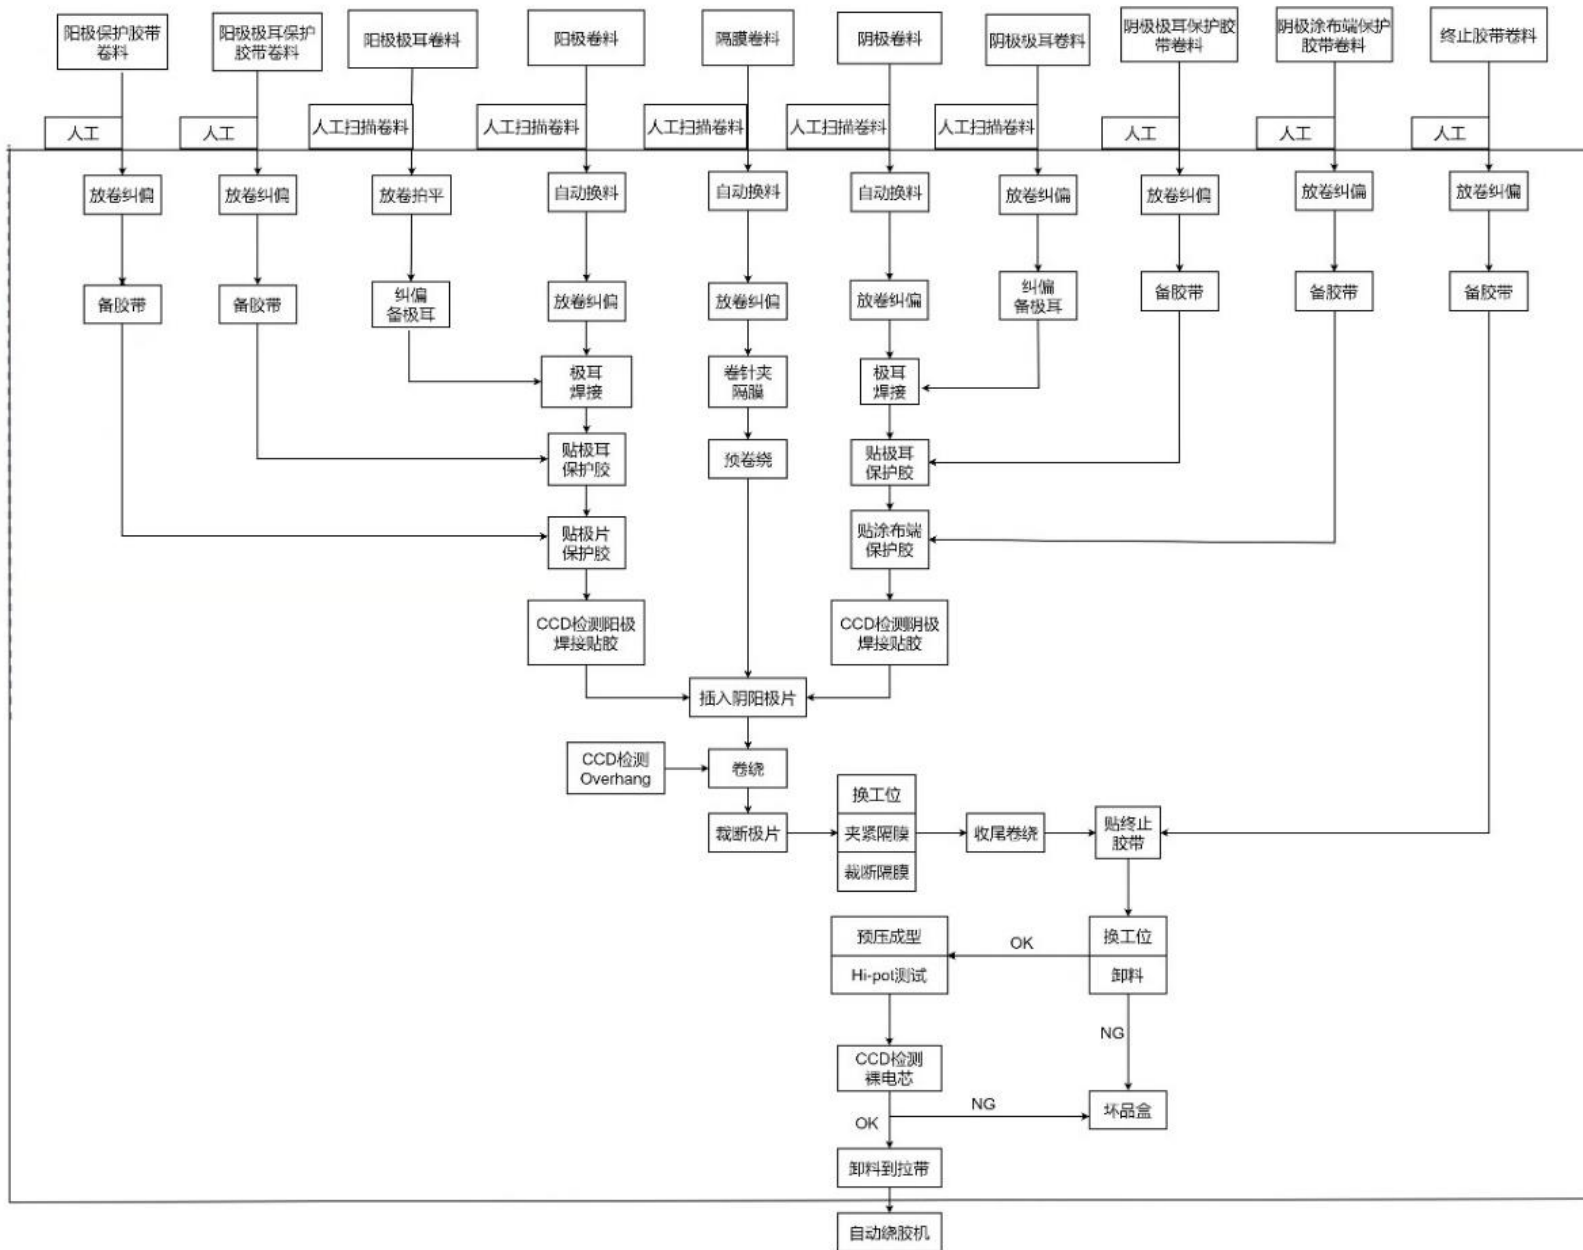 阳极保护胶带
卷料
阳极极耳保护
胶带卷料
阳极极耳卷料
阳极卷料
隔膜卷料
阴极卷料
阴极极耳卷料
阴极极耳保护胶
带卷料
阴极涂布端保护
胶带卷料
终止胶带卷料
人工
人工
人工扫描卷料
人工扫描卷料
人工扫描卷料
人工扫描卷料
人工扫描卷料
人工
人工
人工
放卷纠偏
放卷纠偏
放卷拍平
自动换料
自动换料
自动换料
放卷纠偏
放卷纠偏
放卷纠偏
放卷纠偏
备胶带
备胶带
纠偏
备极耳
放卷纠偏
放卷纠偏
放卷纠偏
纠偏
备极耳
备胶带
备胶带
备胶带
极耳
焊接
卷针夹
隔膜
极耳
焊接
贴极耳
保护胶
预卷绕
贴极耳
保护胶
贴极片
保护胶
贴涂布端
保护胶
CCD检测阳极
焊接贴胶
CCD检测阴极
焊接贴胶
插入阴阳极片
CCD检测
Overhang
卷绕
裁断极片
换工位
夹紧隔膜
裁断隔膜
收尾卷绕
贴终止
胶带
预压成型
Hi-pot测试
OK
换工位
卸料
NG
CCD检测
裸电芯
NG
坏品盒
OK
卸料到拉带
自动绕胶机